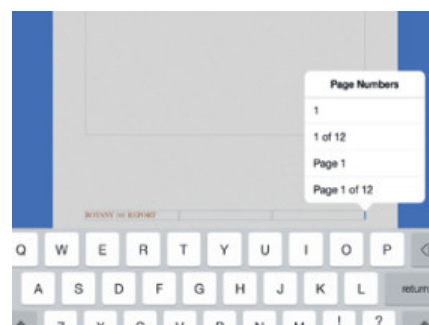 Page Numbers
1
1 of 12
Page 1
Page 1 of 12
BOTANY 101 REPORT
Q W E R T Y U I O P
A S D F G H J K L return
! ?